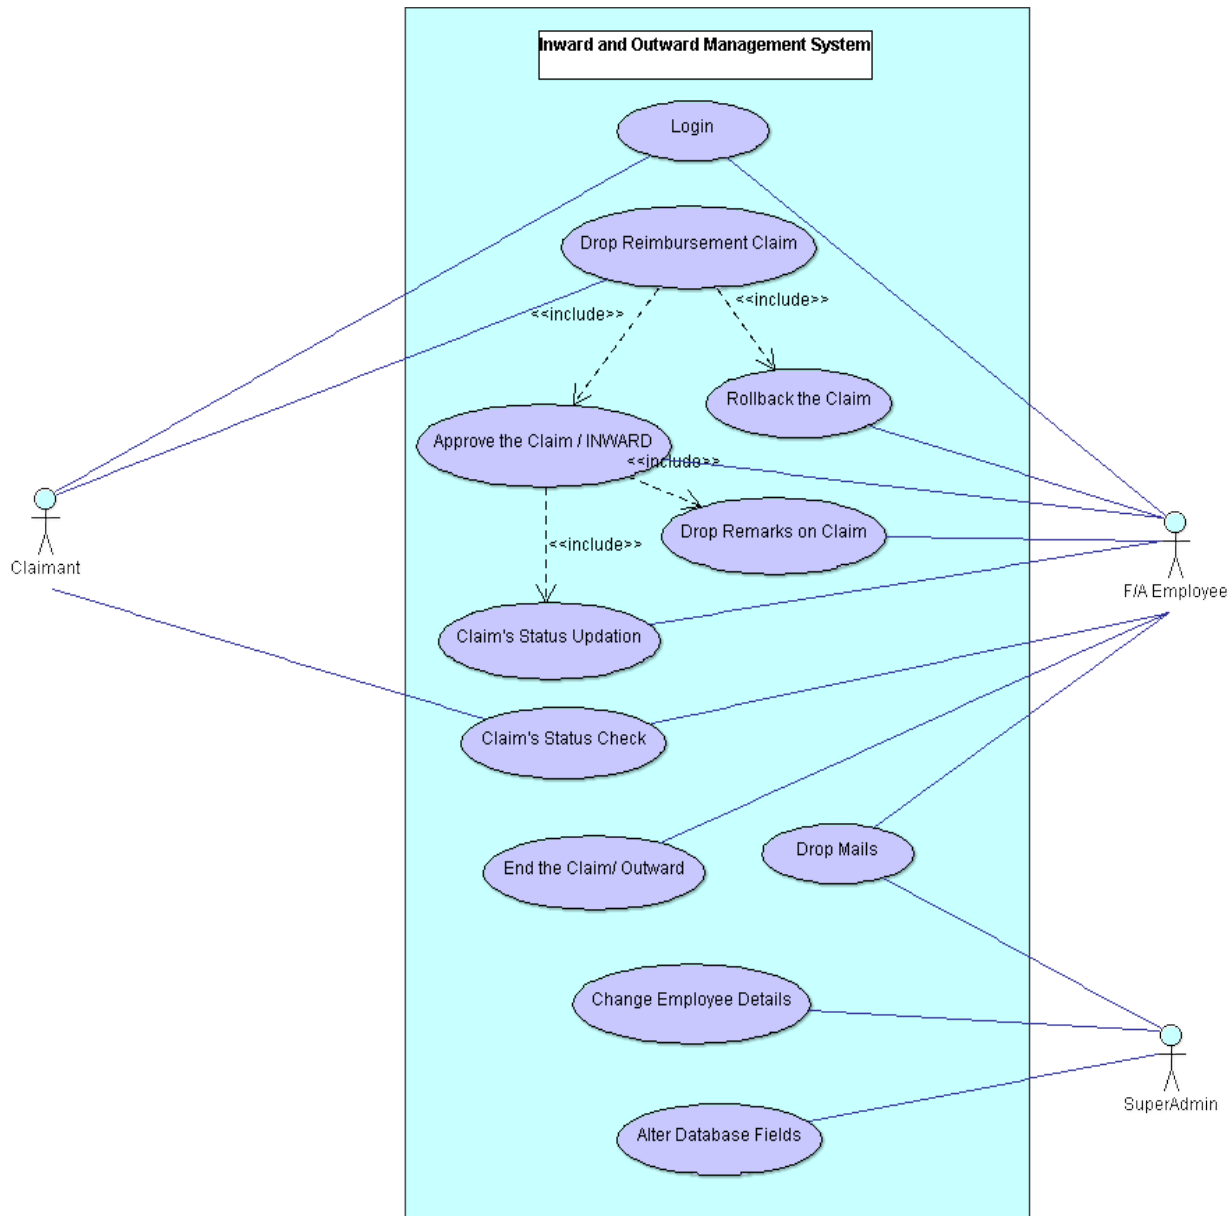 Inward and Outward Management System
Login
Drop Reimbursement Claim
<<include>>
<<include>>
Rollback the Claim
Approve the Claim / INWARD
<<include>>
Drop Remarks on Claim
<<include>>
Claimant
F/A Employee
Claim's Status Updation
Claim's Status Check
Drop Mails
End the Claim/ Outward
Change Employee Details
SuperAdmin
Alter Database Fields